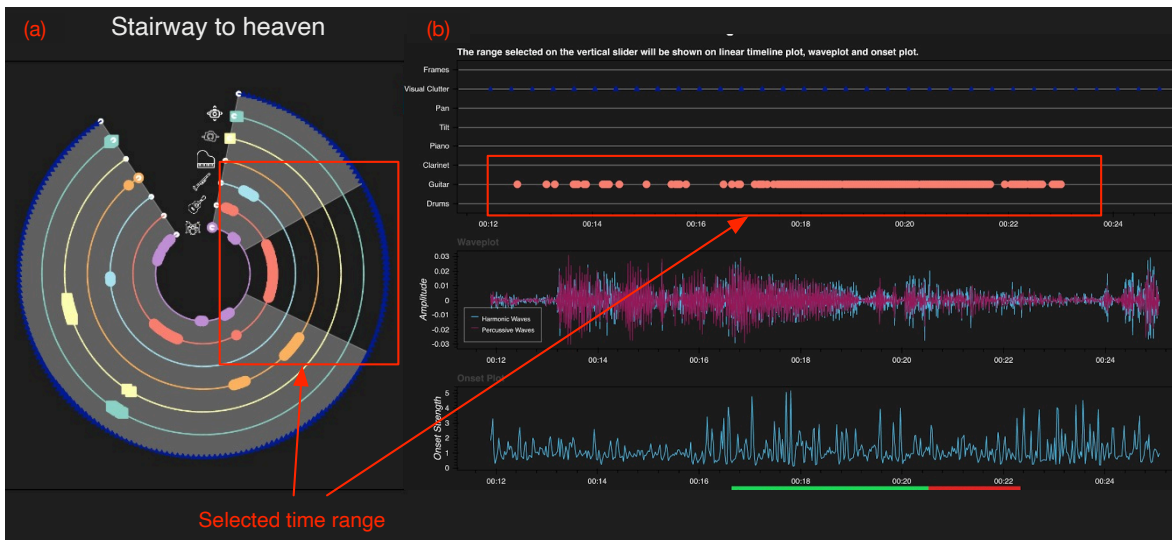 (a)
Stairway to heaven
(b)
The range selected on the vertical slider will be shown on linear timeline plot, waveplot and onset plot.
Frames
Visual Clutter
Pan
Tilt
Piano
Clarinet
Guitar
Drums
00:12 00:14 00:16 00:18 00:20 00:22 00:24
Waveplot
Amplitude
0.03
0.02
0.01
0
-0.01
-0.02
-0.03
Harmonic Waves
Percussive Waves
00:12 00:14 00:16 00:18 00:20 00:22 00:24
Onset Plot
Onset Strength
5
4
3
2
1
0
00:12 00:14 00:16 00:18 00:20 00:22 00:24
Selected time range